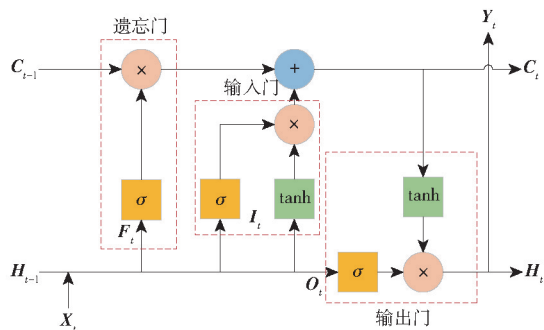 遗忘门
Y_t
C_{t-1}
×
+
C_t
输入门
×
σ
σ
tanh
tanh
F_t
I_t
H_{t-1}
O_t
σ
×
H_t
X_t
输出门